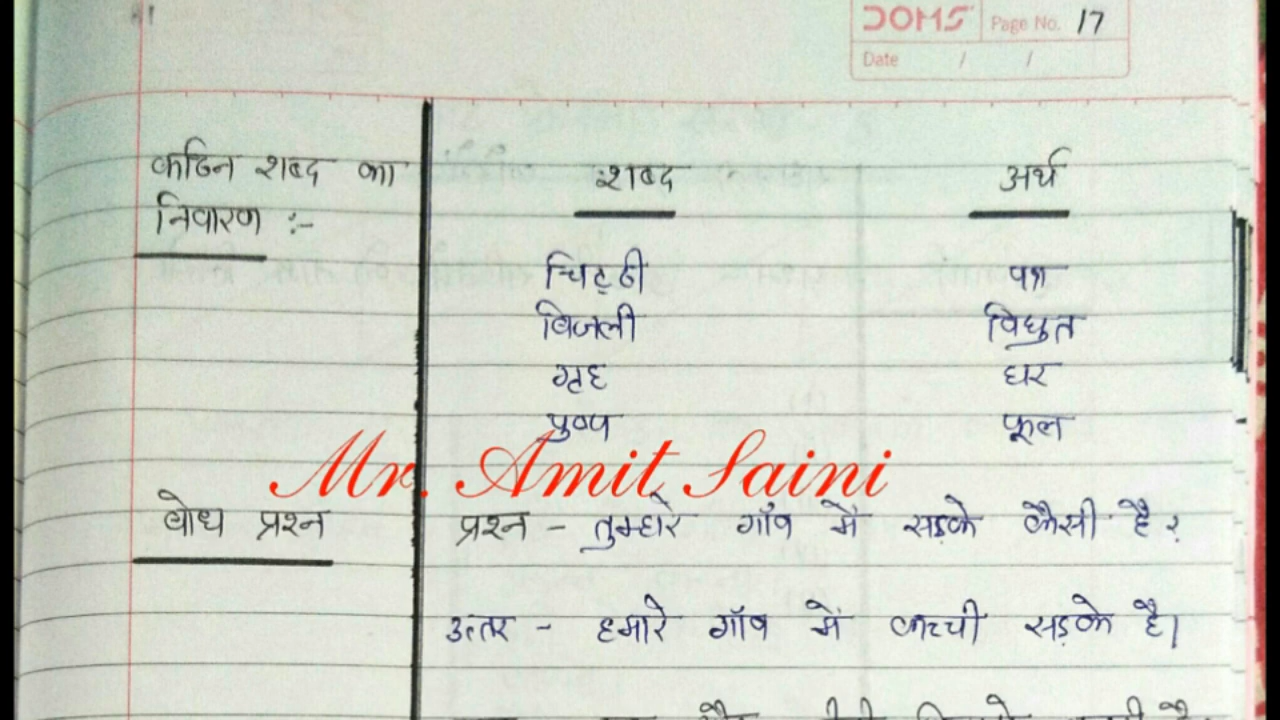 DOMS Page No. 17
Date / /
कठिन शब्द का
निवारण :-
शब्द अर्थ
चिट्ठी पत्र
बिजली विधुत
गृह घर
पुष्प फूल
Mr. Amit Saini
बोध प्रश्न
प्रश्न - तुम्हारे गाँव में सड़के कैसी है ?
उत्तर - हमारे गाँव में कच्ची सड़के है।